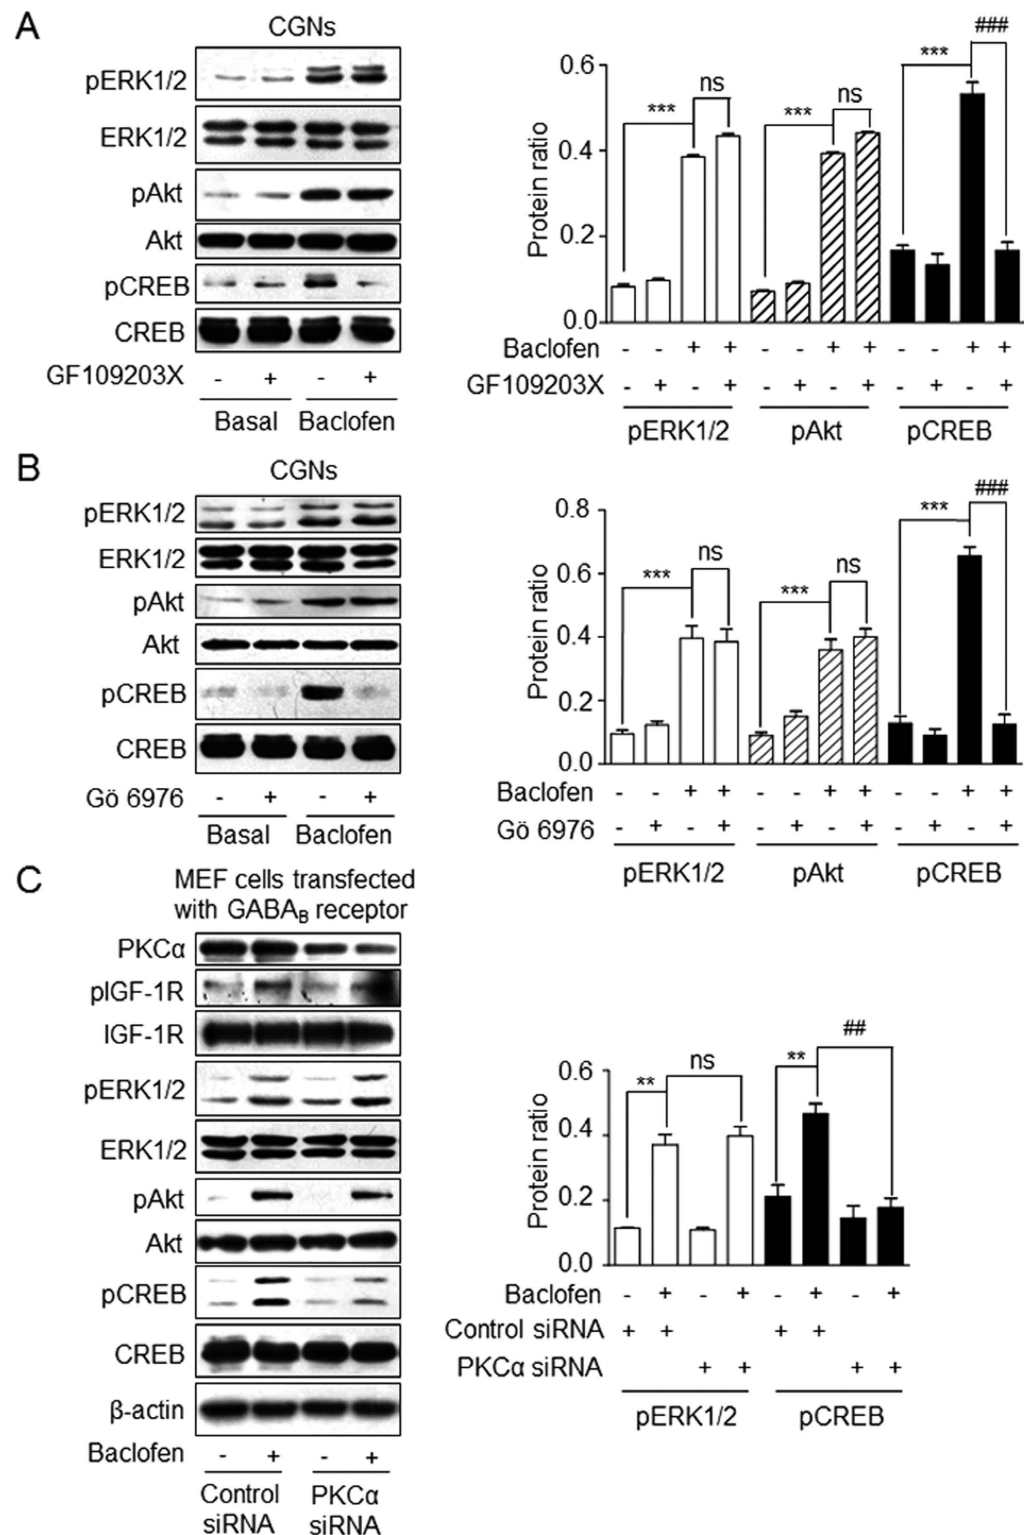 A
CGNs
pERK1/2
ERK1/2
pAkt
Akt
pCREB
CREB
GF109203X - + - +
Basal Baclofen
Protein ratio
0.6
0.4
0.2
0.0
*** ns *** ns *** ###
Baclofen - - + + - - + + - - + +
GF109203X - + - + - + - + - + - +
pERK1/2 pAkt pCREB
B
CGNs
pERK1/2
ERK1/2
pAkt
Akt
pCREB
CREB
Gö 6976 - + - +
Basal Baclofen
Protein ratio
0.8
0.6
0.4
0.2
0.0
*** ns *** ns *** ###
Baclofen - - + + - - + + - - + +
Gö 6976 - + - + - + - + - + - +
pERK1/2 pAkt pCREB
C
MEF cells transfected
with GABAB receptor
PKCα
pIGF-1R
IGF-1R
pERK1/2
ERK1/2
pAkt
Akt
pCREB
CREB
β-actin
Baclofen - + - +
Control PKCα
siRNA siRNA
Protein ratio
0.6
0.4
0.2
0.0
** ns ** ##
Baclofen - + - + - + - +
Control siRNA + + + +
PKCα siRNA + + + +
pERK1/2 pCREB